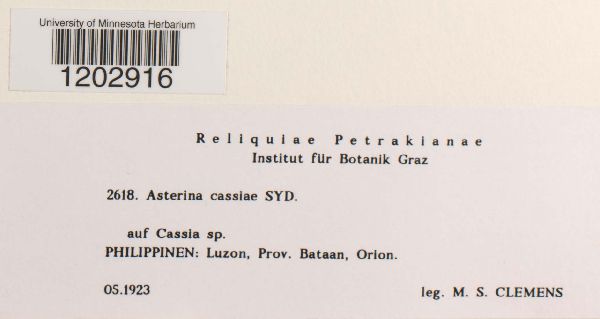 University of Minnesota Herbarium
1202916
Reliquiae Petrakianae
Institut für Botanik Graz
2618. Asterina cassiae SYD.
auf Cassia sp.
PHILIPPINEN: Luzon, Prov. Bataan, Orion.
05.1923 leg. M. S. CLEMENS